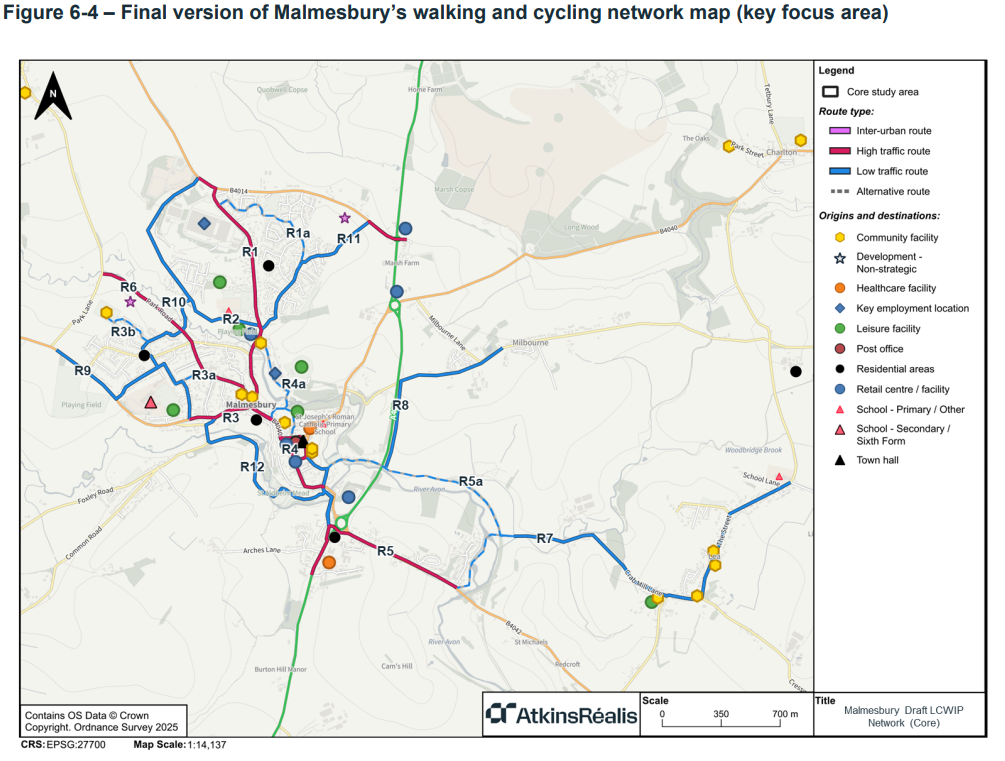 Figure 6-4 – Final version of Malmesbury's walking and cycling network map (key focus area)
N
Quobwell Copse
Home Farm
Tetbury Lane
The Oaks
Park Street
Charlton
B4014
Marsh Copse
Long Wood
B4040
R1a
R11
R1
Marsh Farm
R6
Park Road
R10
Park Lane
R2
R3b
Milbourne Lane
Milbourne
R9
R3a
R4a
Playing Field
Malmesbury
R8
R3
St Joseph's Roman
Catholic Primary
School
R4
R12
Woodbridge Brook
School Lane
R5a
River Avon
Foxley Road
Common Road
Arches Lane
R5
R7
B4042
River Avon
St Michaels
Burton Hill Manor
Cam's Hill
Redcroft
Legend
Core study area
Route type:
Inter-urban route
High traffic route
Low traffic route
Alternative route
Origins and destinations:
Community facility
Development -
Non-strategic
Healthcare facility
Key employment location
Leisure facility
Post office
Residential areas
Retail centre / facility
School - Primary / Other
School - Secondary /
Sixth Form
Town hall
Contains OS Data © Crown
Copyright. Ordnance Survey 2025
AtkinsRéalis
Scale
0 350 700 m
Title
Malmesbury Draft LCWIP
Network (Core)
CRS:EPSG:27700 Map Scale:1:14,137